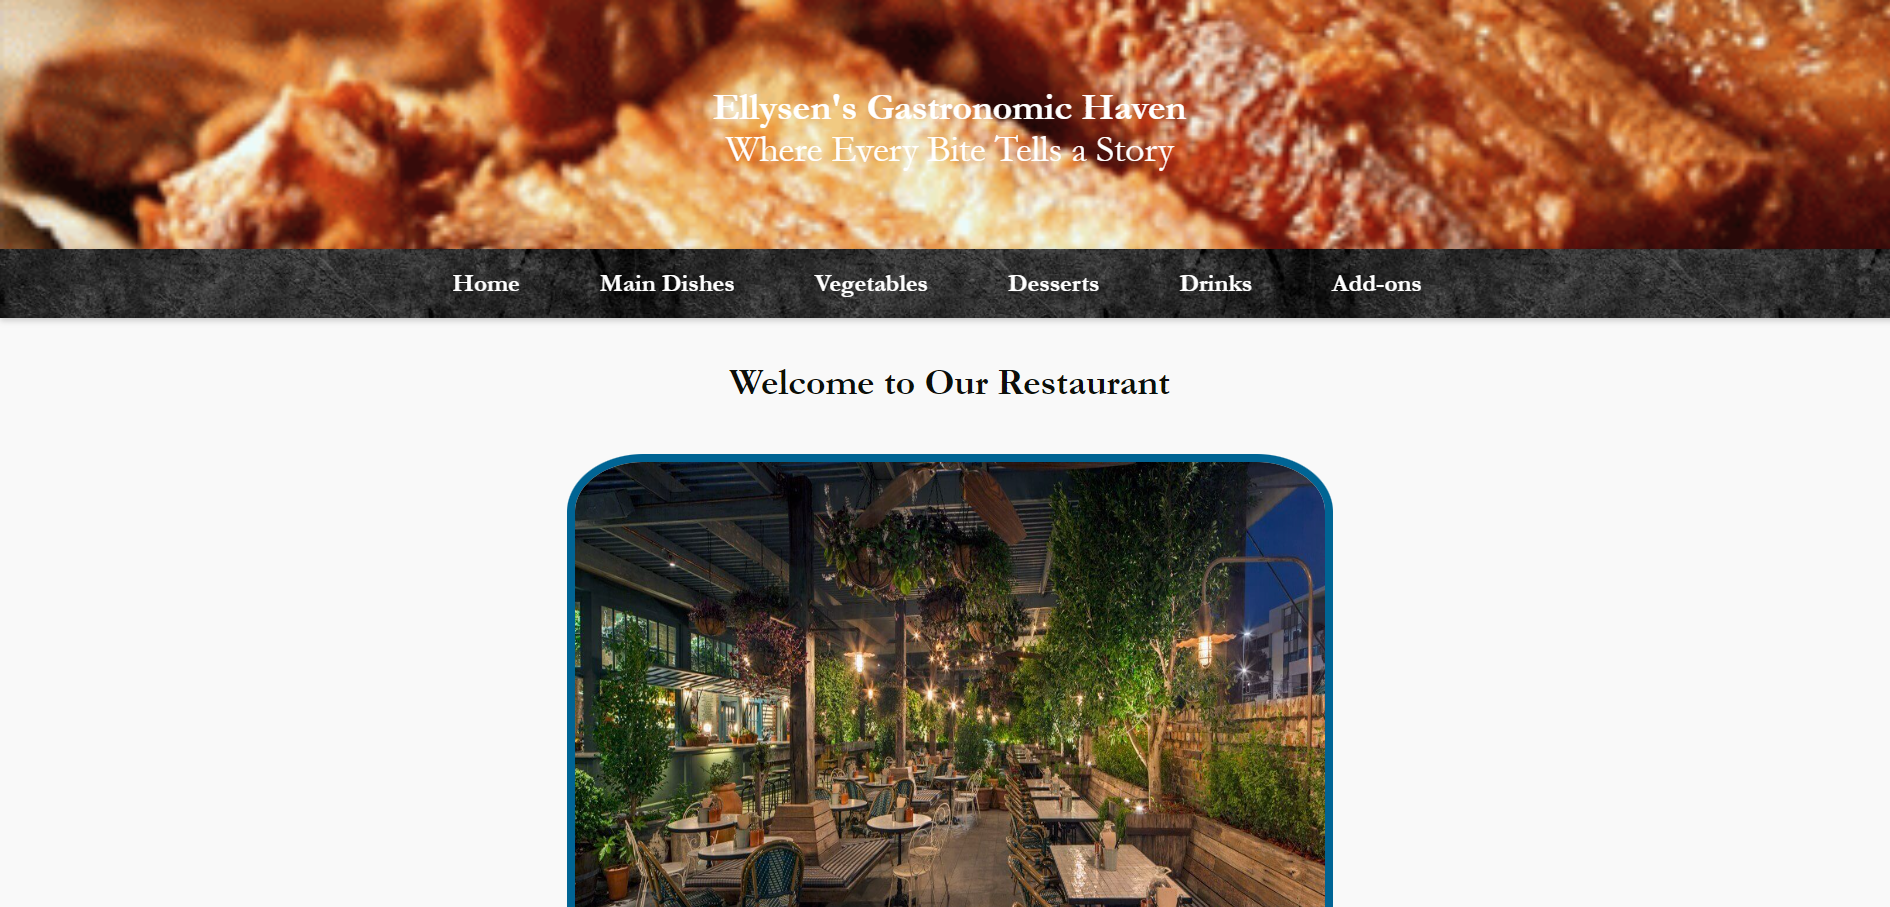 Ellysen's Gastronomic Haven
Where Every Bite Tells a Story
Home Main Dishes Vegetables Desserts Drinks Add-ons
Welcome to Our Restaurant